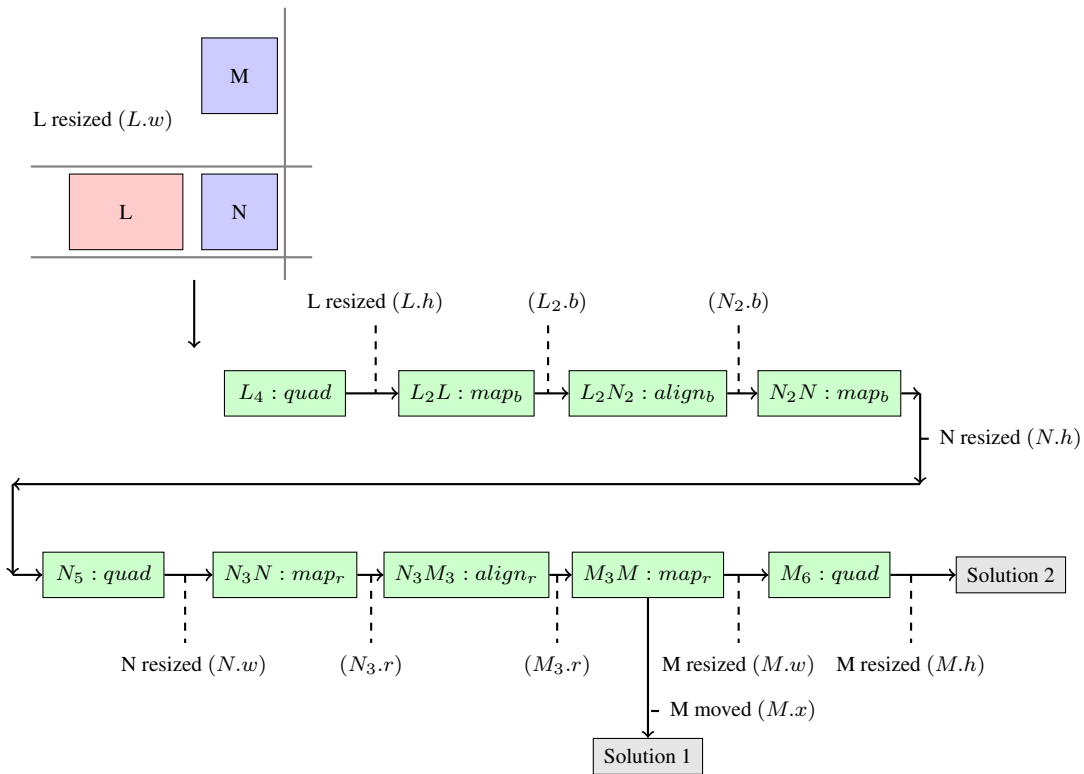 M
L resized (L.w)
L
N
L resized (L.h)
(L₂.b)
(N₂.b)
L₄ : quad
L₂L : map_b
L₂N₂ : align_b
N₂N : map_b
N resized (N.h)
N₅ : quad
N₃N : map_r
N₃M₃ : align_r
M₃M : map_r
M₆ : quad
Solution 2
N resized (N.w)
(N₃.r)
(M₃.r)
M resized (M.w)
M resized (M.h)
M moved (M.x)
Solution 1